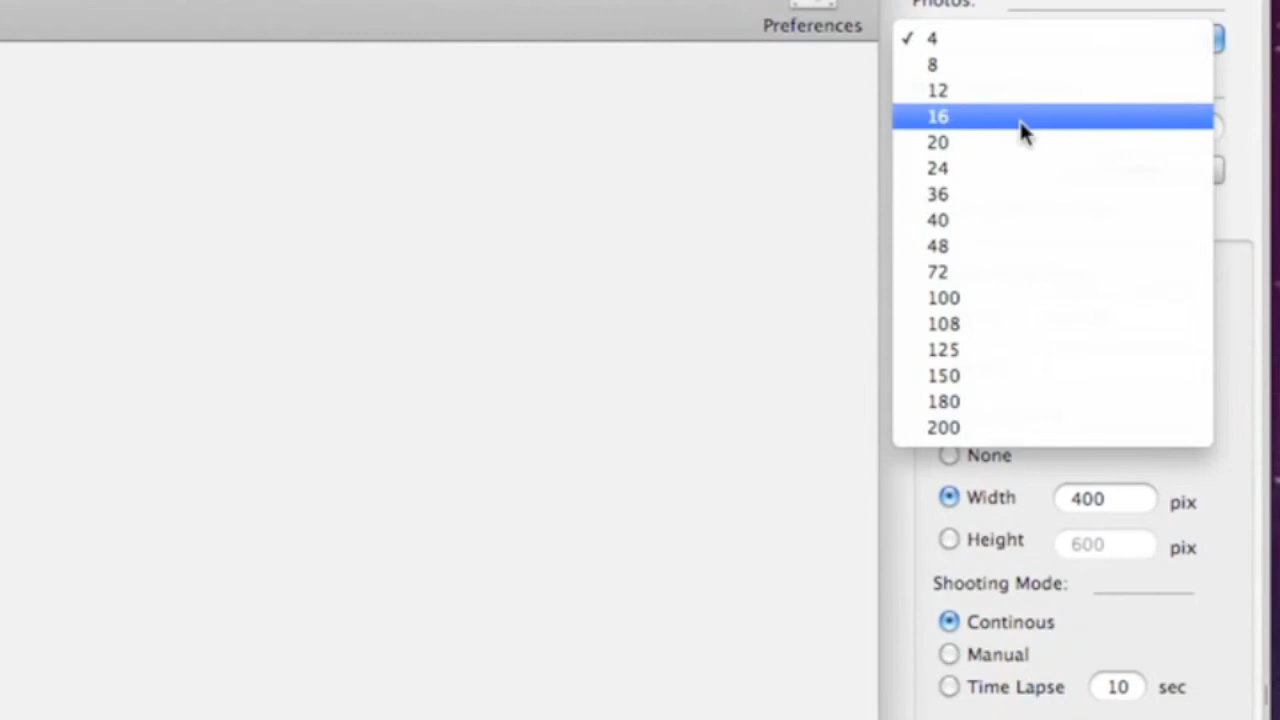 Photos:
Preferences
✓ 4
8
12
16
20
24
36
40
48
72
100
108
125
150
180
200
None
Width 400 pix
Height 600 pix
Shooting Mode:
Continous
Manual
Time Lapse 10 sec